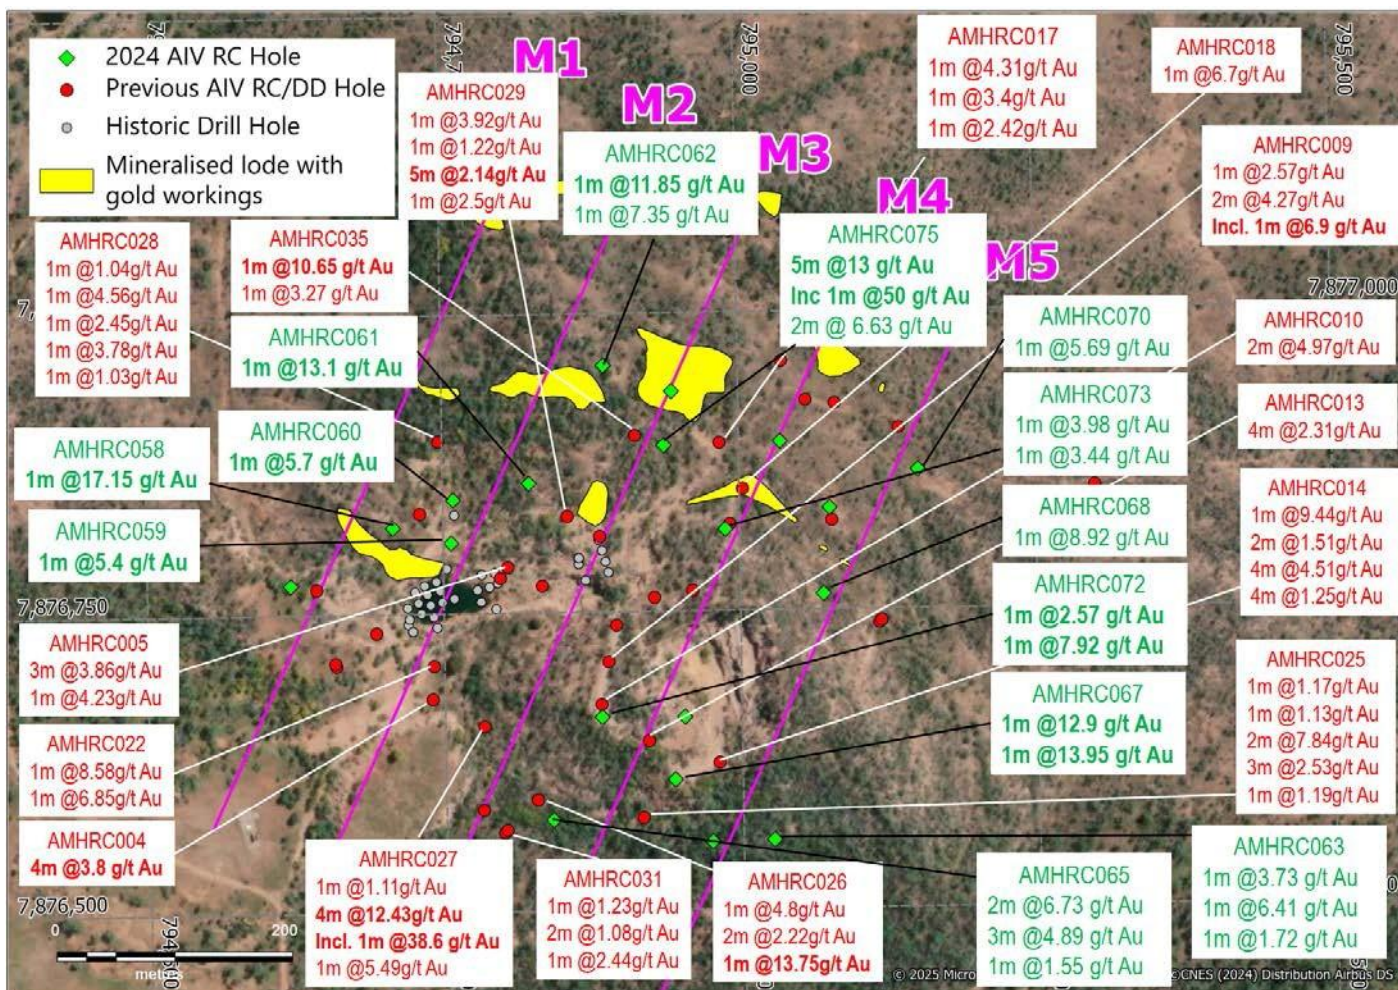 2024 AIV RC Hole
Previous AIV RC/DD Hole
Historic Drill Hole
Mineralised lode with
gold workings
M1
M2
M3
M4
M5
795,000
795,500
7,877,000
7,876,750
7,876,500
AMHRC029
1m @3.92g/t Au
1m @1.22g/t Au
5m @2.14g/t Au
1m @2.5g/t Au
AMHRC062
1m @11.85 g/t Au
1m @7.35 g/t Au
AMHRC017
1m @4.31g/t Au
1m @3.4g/t Au
1m @2.42g/t Au
AMHRC018
1m @6.7g/t Au
AMHRC009
1m @2.57g/t Au
2m @4.27g/t Au
Incl. 1m @6.9 g/t Au
AMHRC028
1m @1.04g/t Au
1m @4.56g/t Au
1m @2.45g/t Au
1m @3.78g/t Au
1m @1.03g/t Au
AMHRC035
1m @10.65 g/t Au
1m @3.27 g/t Au
AMHRC075
5m @13 g/t Au
Inc 1m @50 g/t Au
2m @ 6.63 g/t Au
AMHRC061
1m @13.1 g/t Au
AMHRC070
1m @5.69 g/t Au
AMHRC010
2m @4.97g/t Au
AMHRC058
1m @17.15 g/t Au
AMHRC060
1m @5.7 g/t Au
AMHRC073
1m @3.98 g/t Au
1m @3.44 g/t Au
AMHRC013
4m @2.31g/t Au
AMHRC059
1m @5.4 g/t Au
AMHRC068
1m @8.92 g/t Au
AMHRC014
1m @9.44g/t Au
2m @1.51g/t Au
4m @4.51g/t Au
4m @1.25g/t Au
AMHRC072
1m @2.57 g/t Au
1m @7.92 g/t Au
AMHRC005
3m @3.86g/t Au
1m @4.23g/t Au
AMHRC067
1m @12.9 g/t Au
1m @13.95 g/t Au
AMHRC025
1m @1.17g/t Au
1m @1.13g/t Au
2m @7.84g/t Au
3m @2.53g/t Au
1m @1.19g/t Au
AMHRC022
1m @8.58g/t Au
1m @6.85g/t Au
AMHRC004
4m @3.8 g/t Au
AMHRC027
1m @1.11g/t Au
4m @12.43g/t Au
Incl. 1m @38.6 g/t Au
1m @5.49g/t Au
AMHRC031
1m @1.23g/t Au
2m @1.08g/t Au
1m @2.44g/t Au
AMHRC026
1m @4.8g/t Au
2m @2.22g/t Au
1m @13.75g/t Au
AMHRC065
2m @6.73 g/t Au
3m @4.89 g/t Au
1m @1.55 g/t Au
AMHRC063
1m @3.73 g/t Au
1m @6.41 g/t Au
1m @1.72 g/t Au
0 200
meters
© 2025 Micro
©CNES (2024) Distribution Airbus DS